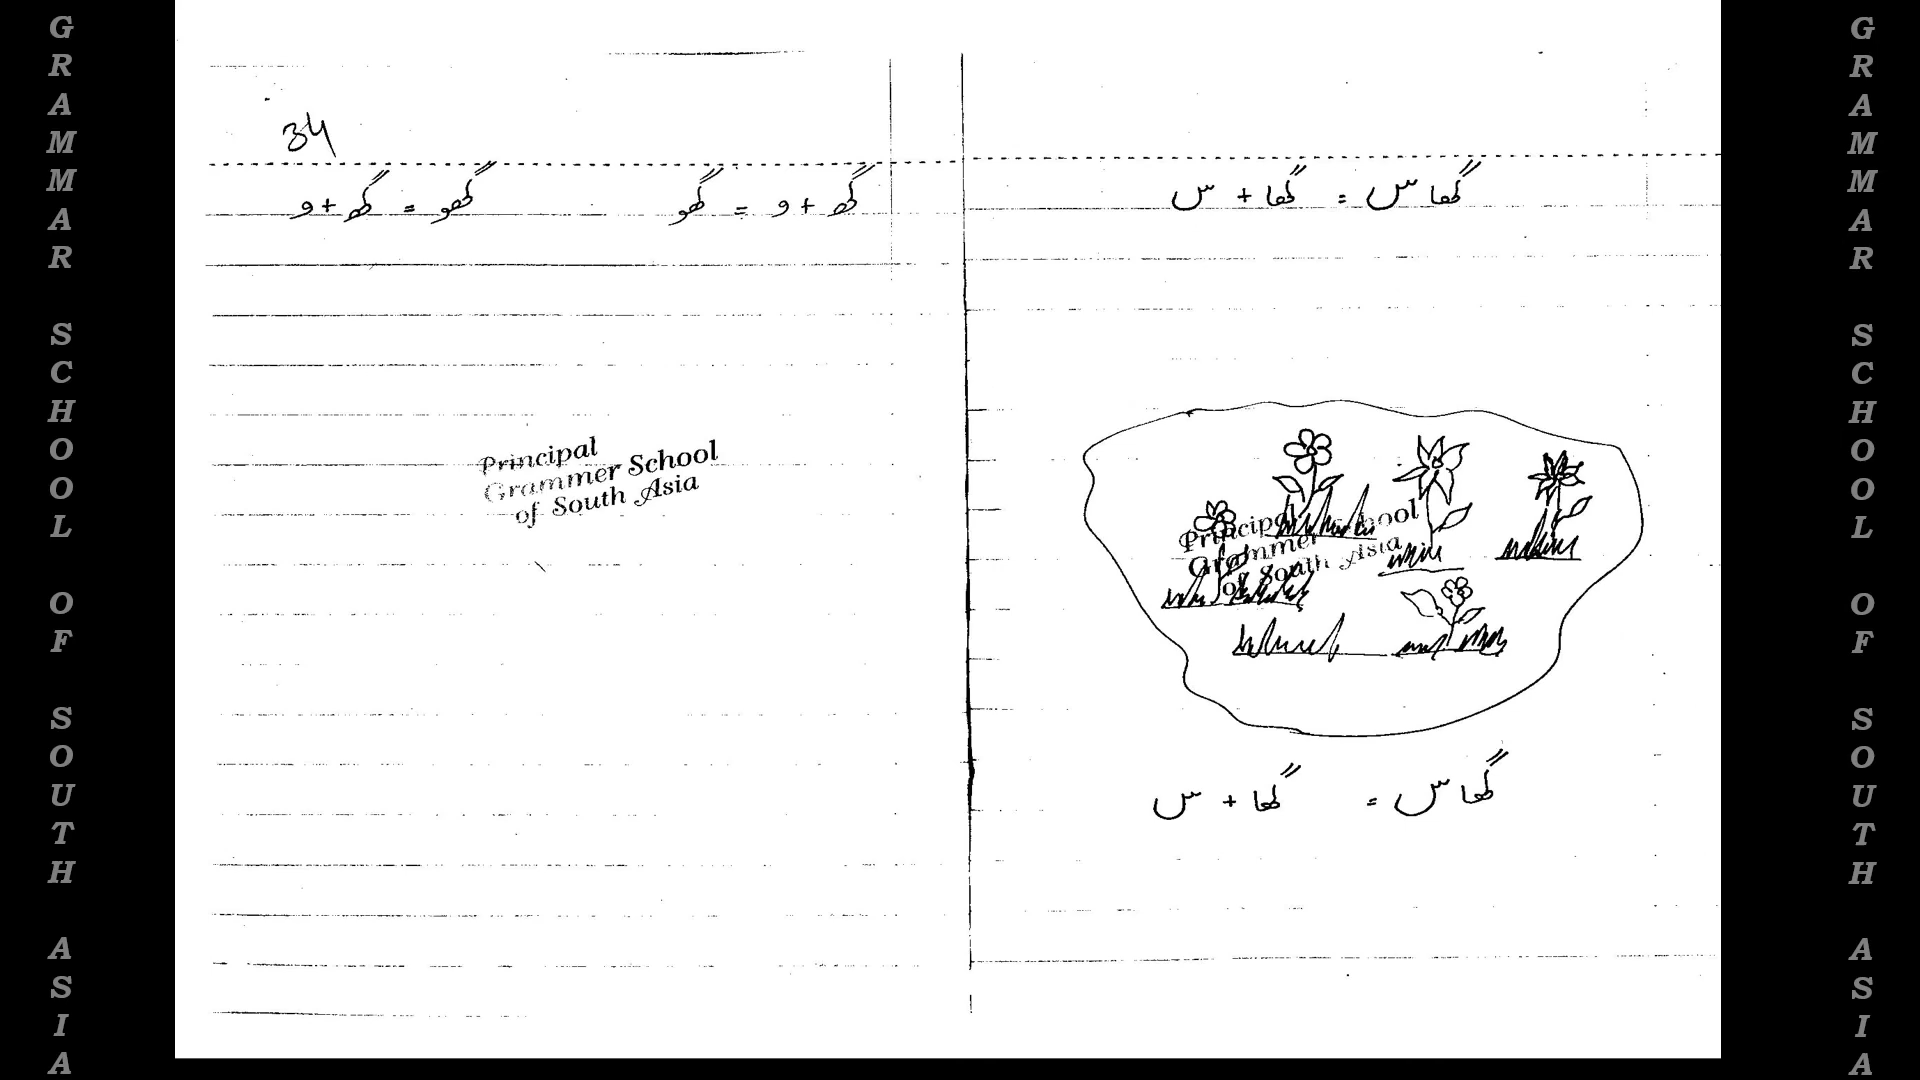 GRAMMAR SCHOOL OF SOUTH ASIA
34
گھ + و = گھو گھو = گھ + و
Principal
Grammer School
of South Asia
گھاس = گھا + س
Principal
Grammer School
of South Asia
گھاس = گھا + س
GRAMMAR SCHOOL OF SOUTH ASIA